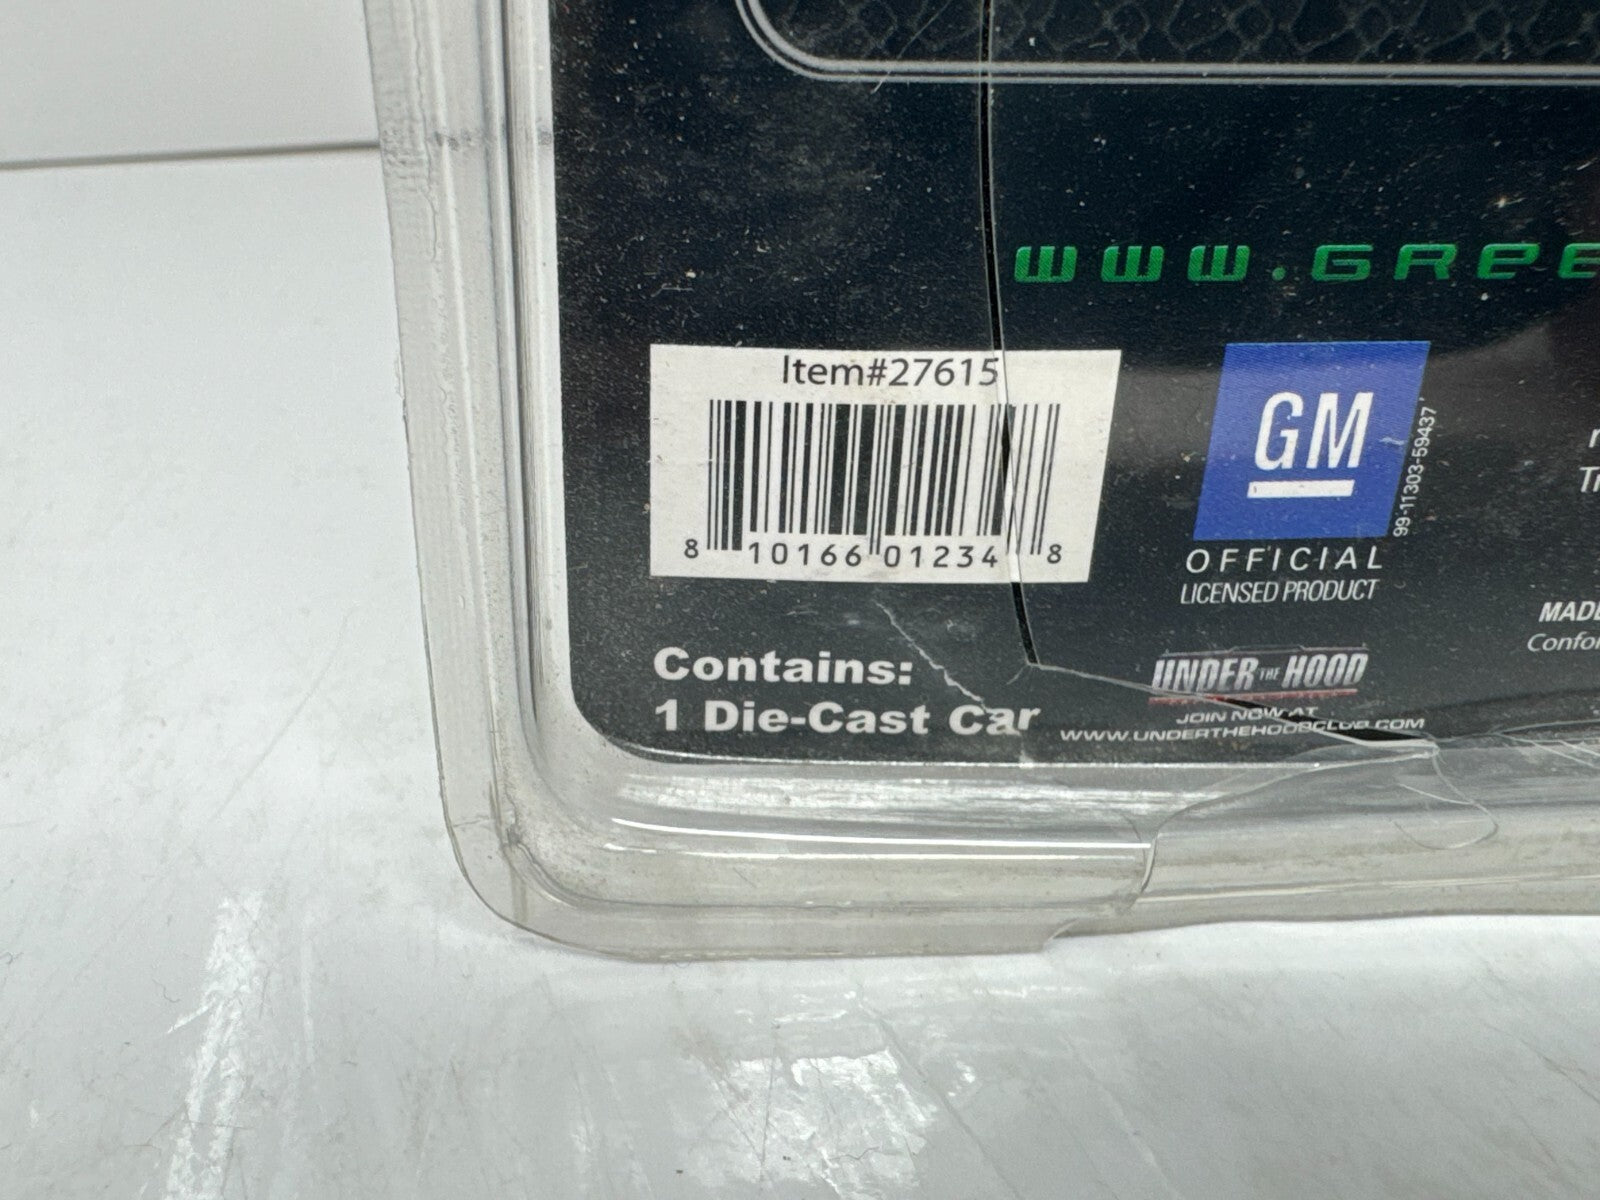 WWW.GREE
Item#27615
8 10166 01234 8
GM
99-11303-59437
OFFICIAL
LICENSED PRODUCT
MADE
Contains:
1 Die-Cast Car
UNDER THE HOOD
JOIN NOW AT
WWW.UNDERTHEHOODCLUB.COM